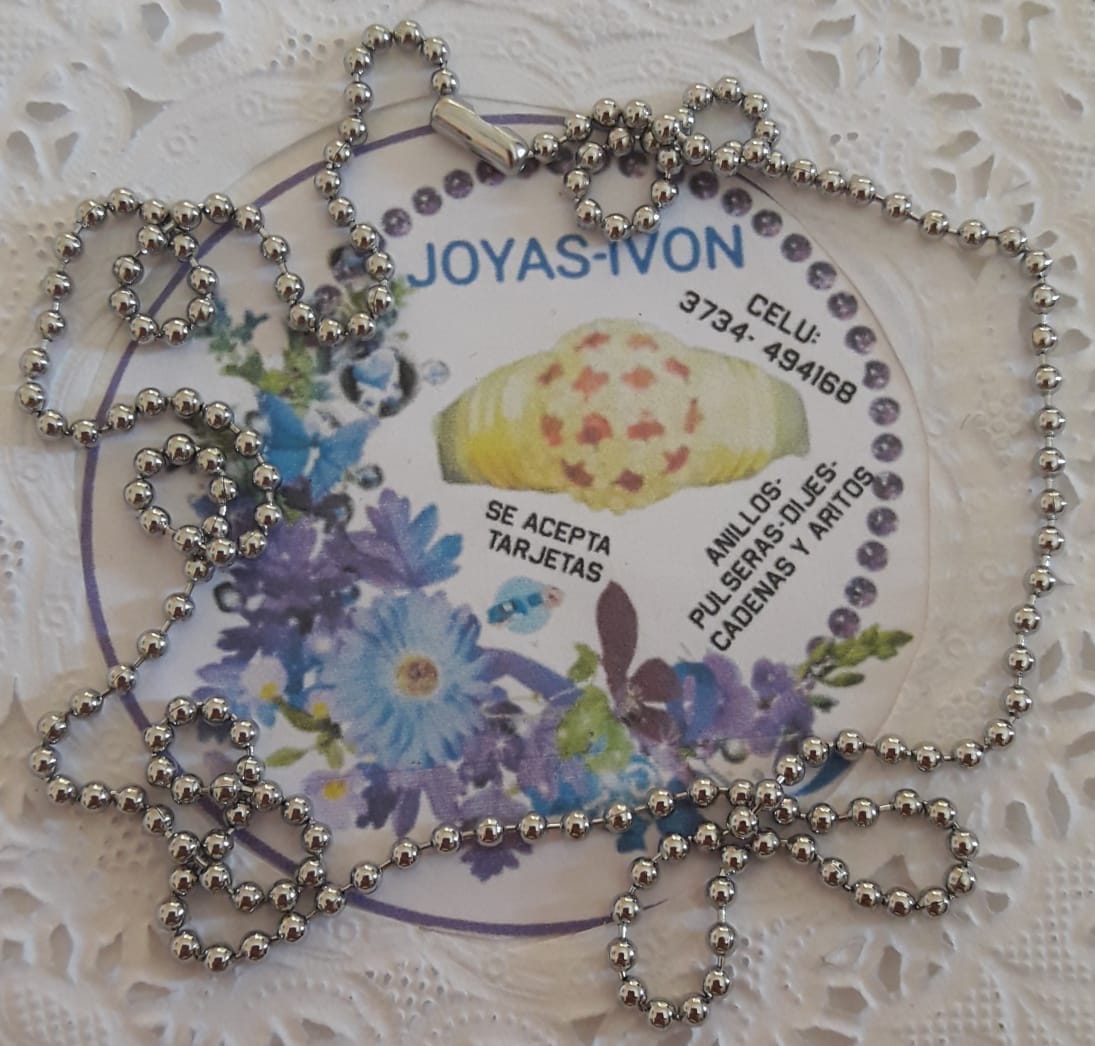 JOYAS-IVON
CELU:
3734- 494168
SE ACEPTA
TARJETAS
ANILLOS-
PULSERAS-DIJES-
CADENAS Y ARITOS